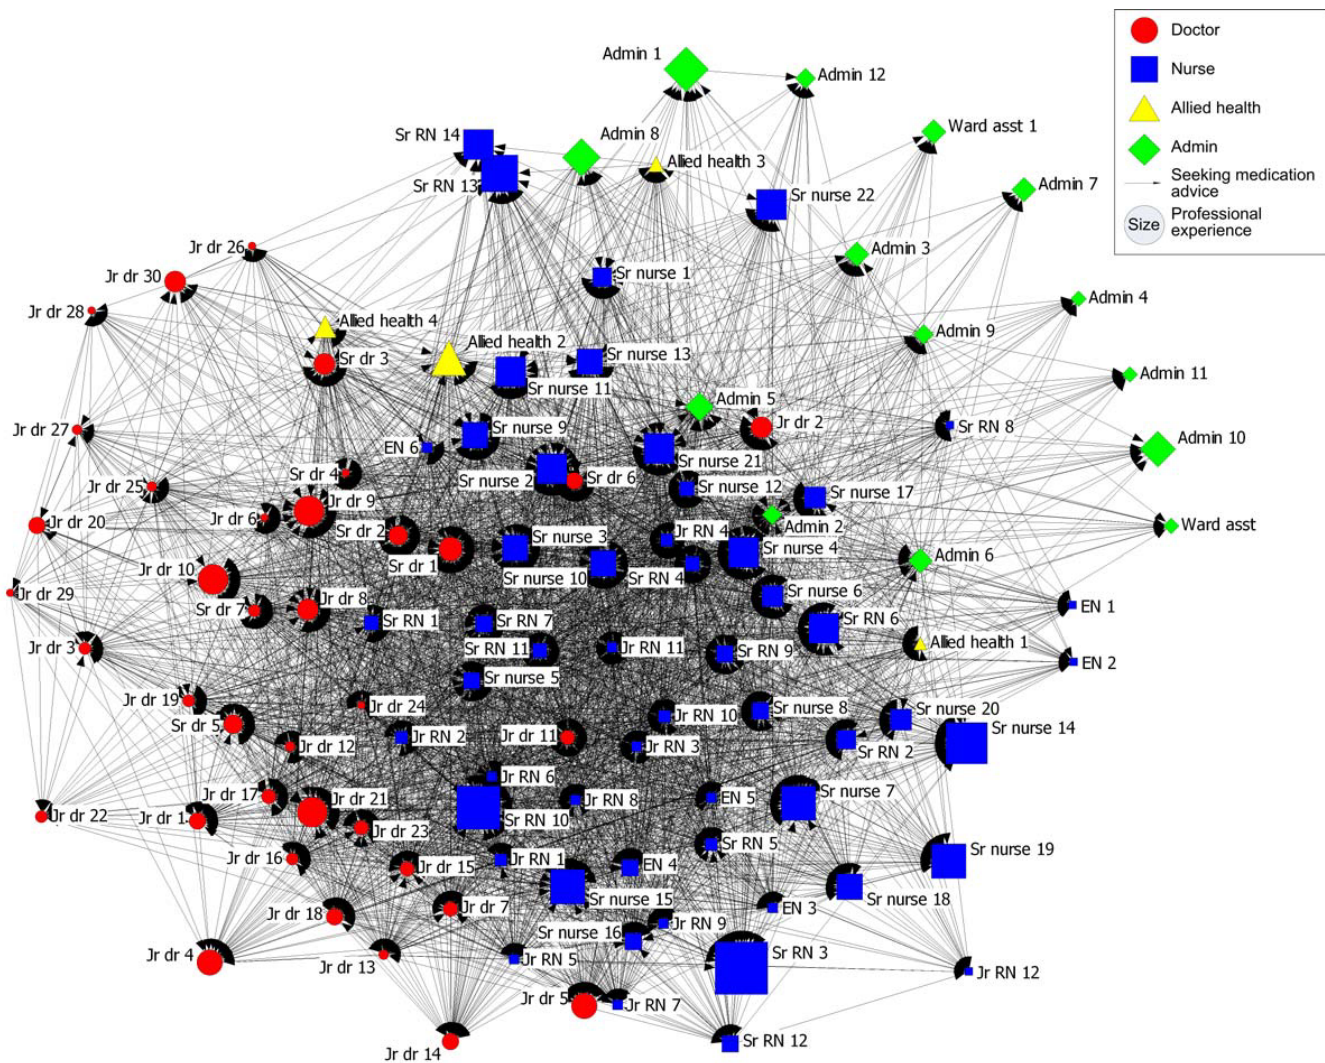 Doctor
Nurse
Allied health
Admin
Seeking medication
advice
Size
Professional
experience
Admin 1
Admin 12
Ward asst 1
Sr RN 14
Admin 8
Allied health 3
Sr RN 13
Admin 7
Sr nurse 22
Jr dr 26
Admin 3
Jr dr 30
Sr nurse 1
Admin 4
Jr dr 28
Allied health 4
Admin 9
Allied health 2
Sr dr 3
Sr nurse 13
Admin 11
Sr nurse 11
Admin 5
Jr dr 2
Jr dr 27
Sr nurse 9
Sr RN 8
Admin 10
EN 6
Sr nurse 21
Sr dr 4
Sr nurse 2
Sr dr 6
Jr dr 25
Sr nurse 12
Sr nurse 17
Jr dr 9
Jr dr 20
Jr dr 6
Admin 2
Ward asst
Sr dr 2
Jr RN 4
Sr nurse 3
Sr nurse 4
Sr dr 1
Admin 6
Jr dr 10
Sr nurse 10
Sr RN 4
Jr dr 29
Sr nurse 6
EN 1
Sr dr 7
Jr dr 8
Sr RN 1
Sr RN 7
Sr RN 6
Jr dr 3
Sr RN 11
Jr RN 11
Sr RN 9
Allied health 1
EN 2
Sr nurse 5
Jr dr 19
Jr dr 24
Sr nurse 8
Sr nurse 20
Sr dr 5
Jr RN 10
Sr nurse 14
Jr dr 12
Jr RN 2
Jr dr 11
Jr RN 3
Sr RN 2
Jr RN 6
Jr dr 17
Jr dr 21
Jr RN 8
EN 5
Sr nurse 7
Jr dr 22
Jr dr 1
Sr RN 10
Jr dr 23
Sr RN 5
Sr nurse 19
Jr dr 16
Jr dr 15
Jr RN 1
EN 4
Sr nurse 15
Sr nurse 18
Jr dr 18
Jr dr 7
EN 3
Jr RN 9
Sr nurse 16
Jr dr 4
Jr dr 13
Jr RN 5
Sr RN 3
Jr RN 12
Jr dr 5
Jr RN 7
Jr dr 14
Sr RN 12